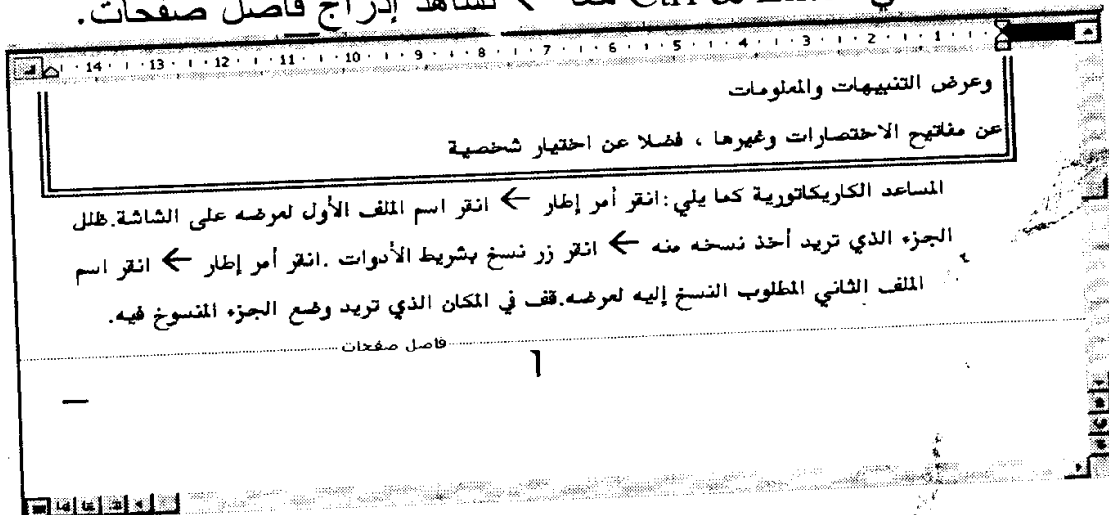 إدراج فاصل صفحات.
14 · 13 · 12 · 11 · 10 · 9 · 8 · 7 · 6 · 5 · 4 · 3 · 2 · 1
وعرض التنبيهات والمعلومات
عن مفاتيح الاختصارات وغيرها ، فضلا عن اختيار شخصية
المساعد الكاريكاتورية كما يلي :انقر أمر إطار ← انقر اسم الملف الأول لعرضه على الشاشة.ظلل
الجزء الذي تريد أخذ نسخه منه ← انقر زر نسخ بشريط الأدوات .انقر أمر إطار ← انقر اسم
الملف الثاني المطلوب النسخ إليه لعرضه.قف في المكان الذي تريد وضع الجزء المنسوخ فيه.
فاصل صفحات